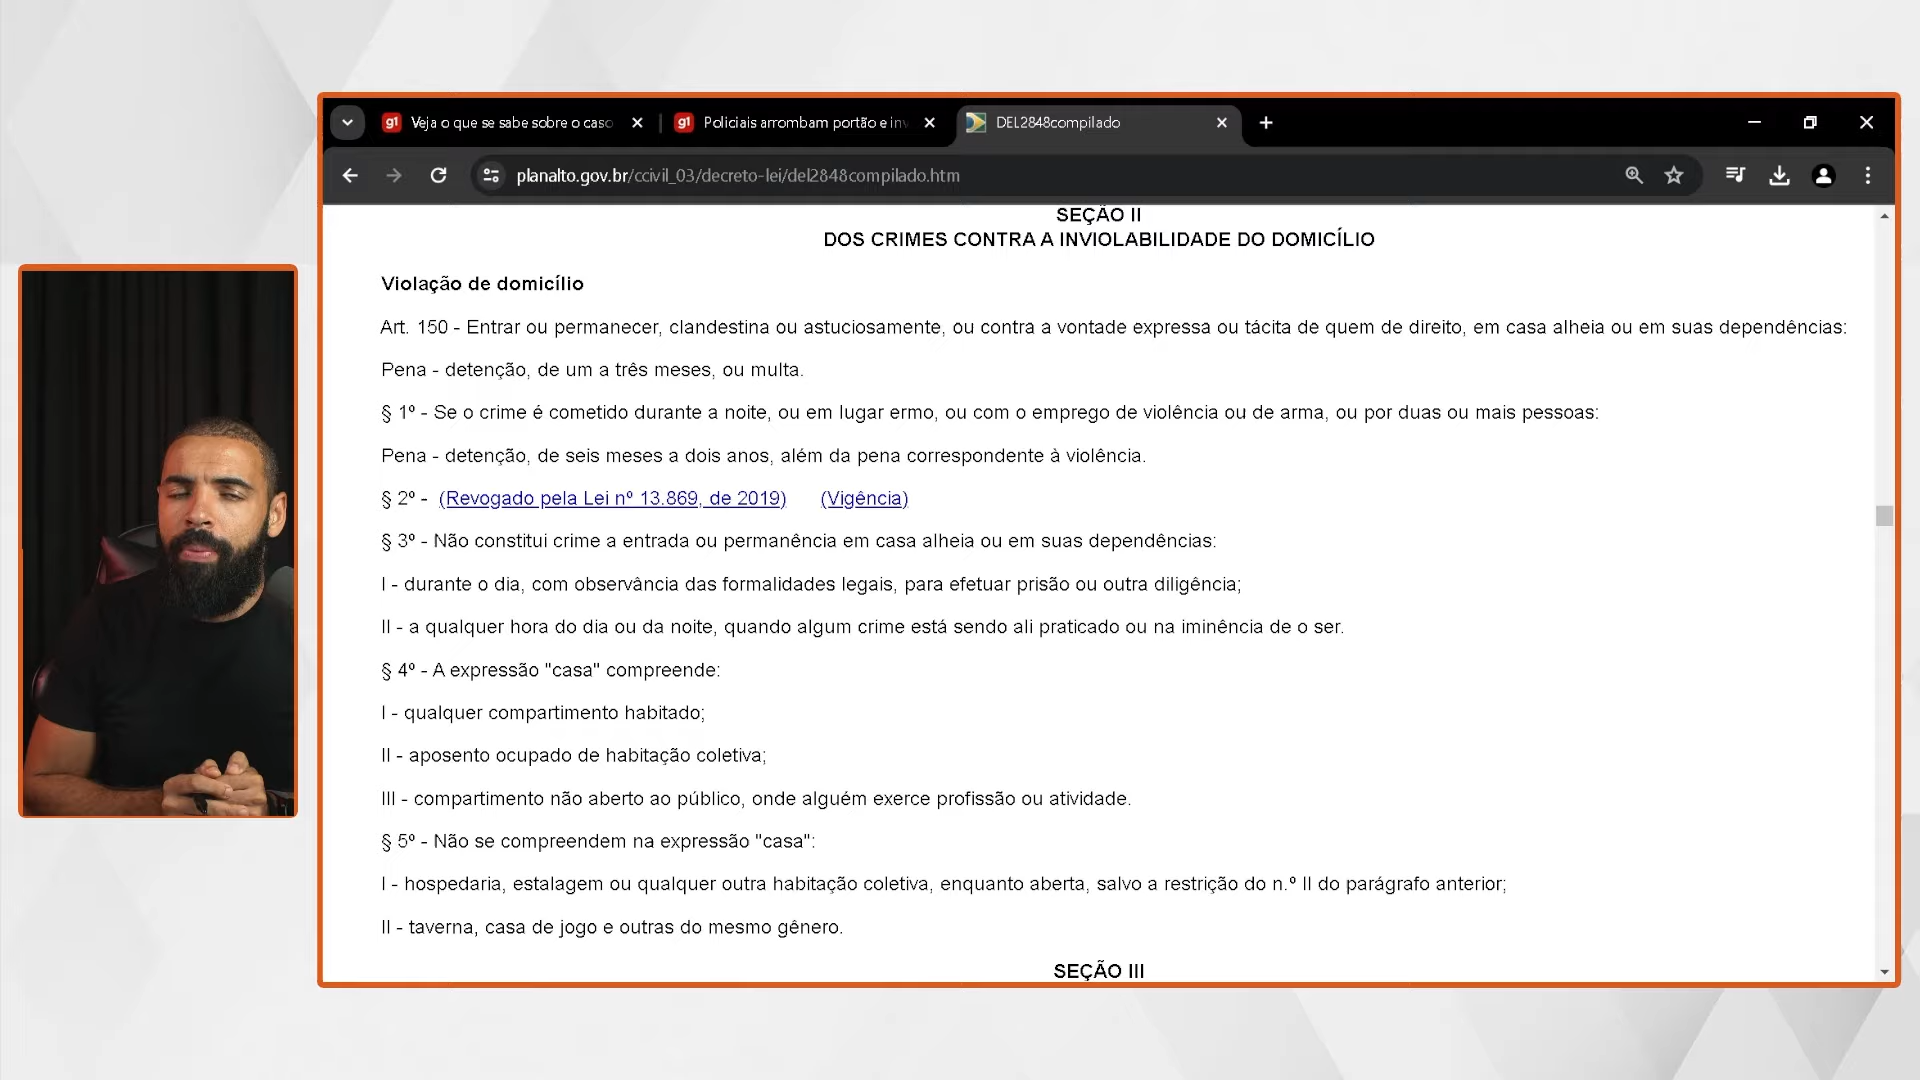 g1 Veja o que se sabe sobre o caso
g1 Policiais arrombam portão e inv
DEL2848compilado
planalto.gov.br/ccivil_03/decreto-lei/del2848compilado.htm
SEÇÃO II
DOS CRIMES CONTRA A INVIOLABILIDADE DO DOMICÍLIO
Violação de domicílio
Art. 150 - Entrar ou permanecer, clandestina ou astuciosamente, ou contra a vontade expressa ou tácita de quem de direito, em casa alheia ou em suas dependências:
Pena - detenção, de um a três meses, ou multa.
§ 1º - Se o crime é cometido durante a noite, ou em lugar ermo, ou com o emprego de violência ou de arma, ou por duas ou mais pessoas:
Pena - detenção, de seis meses a dois anos, além da pena correspondente à violência.
§ 2º - (Revogado pela Lei nº 13.869, de 2019) (Vigência)
§ 3º - Não constitui crime a entrada ou permanência em casa alheia ou em suas dependências:
I - durante o dia, com observância das formalidades legais, para efetuar prisão ou outra diligência;
II - a qualquer hora do dia ou da noite, quando algum crime está sendo ali praticado ou na iminência de o ser.
§ 4º - A expressão "casa" compreende:
I - qualquer compartimento habitado;
II - aposento ocupado de habitação coletiva;
III - compartimento não aberto ao público, onde alguém exerce profissão ou atividade.
§ 5º - Não se compreendem na expressão "casa":
I - hospedaria, estalagem ou qualquer outra habitação coletiva, enquanto aberta, salvo a restrição do n.º II do parágrafo anterior;
II - taverna, casa de jogo e outras do mesmo gênero.
SEÇÃO III